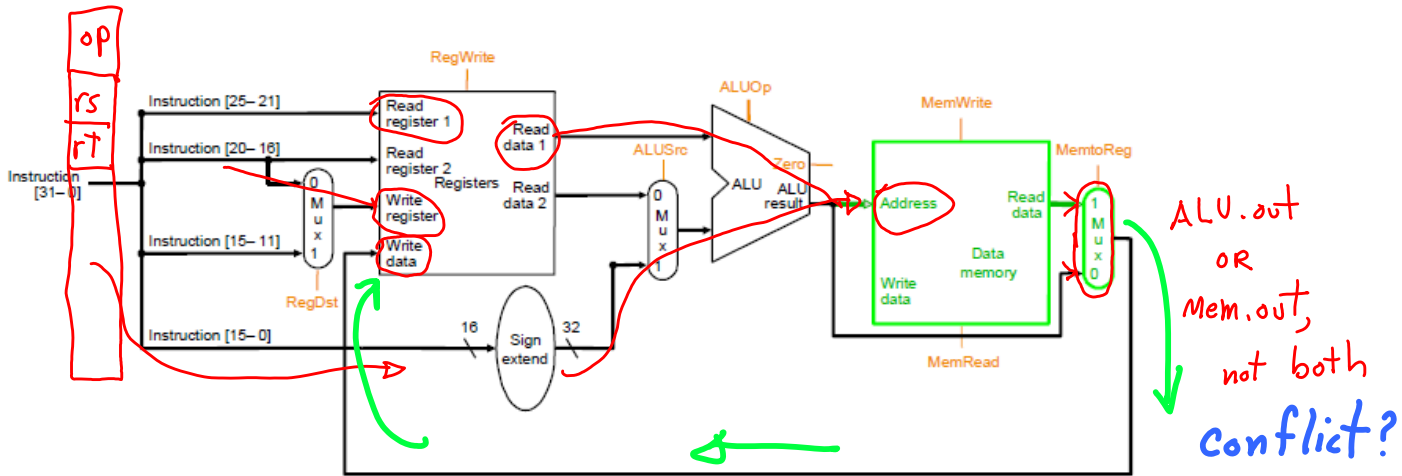 op
rs
rt
Instruction
[31–0]
Instruction [25–21]
Instruction [20–16]
Instruction [15–11]
Instruction [15–0]
0
M
u
x
1
RegDst
RegWrite
Read
register 1
Read
register 2
Registers
Write
register
Write
data
Read
data 1
Read
data 2
16
Sign
extend
32
ALUSrc
0
M
u
x
1
ALUOp
Zero
ALU
ALU
result
MemWrite
Address
Read
data
Data
memory
Write
data
MemRead
MemtoReg
1
M
u
x
0
ALU.out
OR
Mem.out,
not both
conflict?